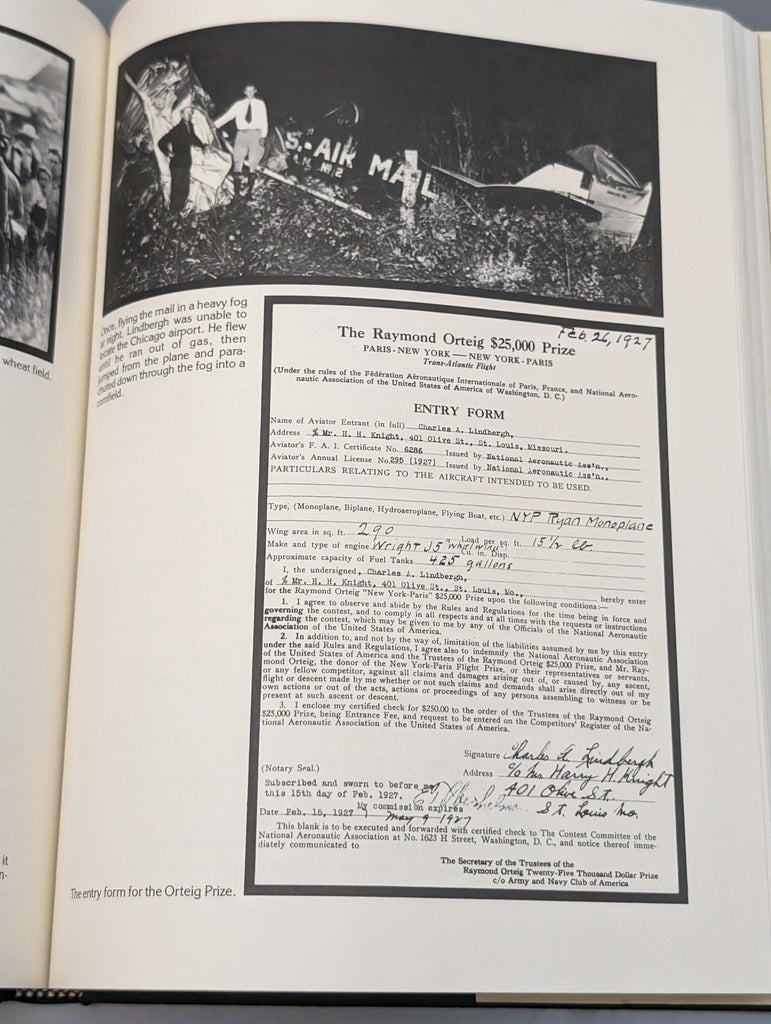 wheat field.
it
n-
S. AIR MAIL
A.M. No. 2
Once, flying the mail in a heavy fog
at night, Lindbergh was unable to
locate the Chicago airport. He flew
until he ran out of gas, then
jumped from the plane and para-
chuted down through the fog into a
cornfield.
Feb. 26, 1927
The Raymond Orteig $25,000 Prize
PARIS-NEW YORK — NEW YORK-PARIS
Trans-Atlantic Flight
(Under the rules of the Fédération Aéronautique Internationale of Paris, France, and National Aero-
nautic Association of the United States of America of Washington, D. C.)
ENTRY FORM
Name of Aviator Entrant (in full) Charles A. Lindbergh,
Address % Mr. H. H. Knight, 401 Olive St., St. Louis, Missouri.
Aviator's F. A. I. Certificate No. 6286 Issued by National Aeronautic Ass'n.,
Aviator's Annual License No. 295 (1927) Issued by National Aeronautic Ass'n.,
PARTICULARS RELATING TO THE AIRCRAFT INTENDED TO BE USED.
Type, (Monoplane, Biplane, Hydroaeroplane, Flying Boat, etc.) NYP Ryan Monoplane
Wing area in sq. ft. 290 Load per sq. ft. 15 1/2 lb.
Make and type of engine Wright J5 "Whirlwind" Cu. in. Disp.
Approximate capacity of Fuel Tanks 425 gallons
I, the undersigned, Charles A. Lindbergh,
of % Mr. H. H. Knight, 401 Olive St., St. Louis, Mo., hereby enter
for the Raymond Orteig "New York-Paris" $25,000 Prize upon the following conditions:—
1. I agree to observe and abide by the Rules and Regulations for the time being in force and
governing the contest, and to comply in all respects and at all times with the requests or instructions
regarding the contest, which may be given to me by any of the Officials of the National Aeronautic
Association of the United States of America.
2. In addition to, and not by the way of, limitation of the liabilities assumed by me by this entry
under the said Rules and Regulations, I agree also to indemnify the National Aeronautic Association
of the United States of America and the Trustees of the Raymond Orteig $25,000 Prize, and Mr. Ray-
mond Orteig, the donor of the New York-Paris Flight Prize, or their representatives or servants,
or any fellow competitor, against all claims and damages arising out of, or caused by, any ascent,
flight or descent made by me whether or not such claims and demands shall arise directly out of my
own actions or out of the acts, actions or proceedings of any persons assembling to witness or be
present at such ascent or descent.
3. I enclose my certified check for $250.00 to the order of the Trustees of the Raymond Orteig
$25,000 Prize, being Entrance Fee, and request to be entered on the Competitors' Register of the Na-
tional Aeronautic Association of the United States of America.
Signature Charles A. Lindbergh
(Notary Seal.) Address c/o Mr Harry H. Knight
Subscribed and sworn to before me 401 Olive St.
this 15th day of Feb. 1927.
St. Louis Mo.
Date Feb. 15, 1927 My commission expires
May 9 1927
This blank is to be executed and forwarded with certified check to The Contest Committee of the
National Aeronautic Association at No. 1623 H Street, Washington, D. C., and notice thereof imme-
diately communicated to
The Secretary of the Trustees of the
Raymond Orteig Twenty-Five Thousand Dollar Prize
c/o Army and Navy Club of America
The entry form for the Orteig Prize.